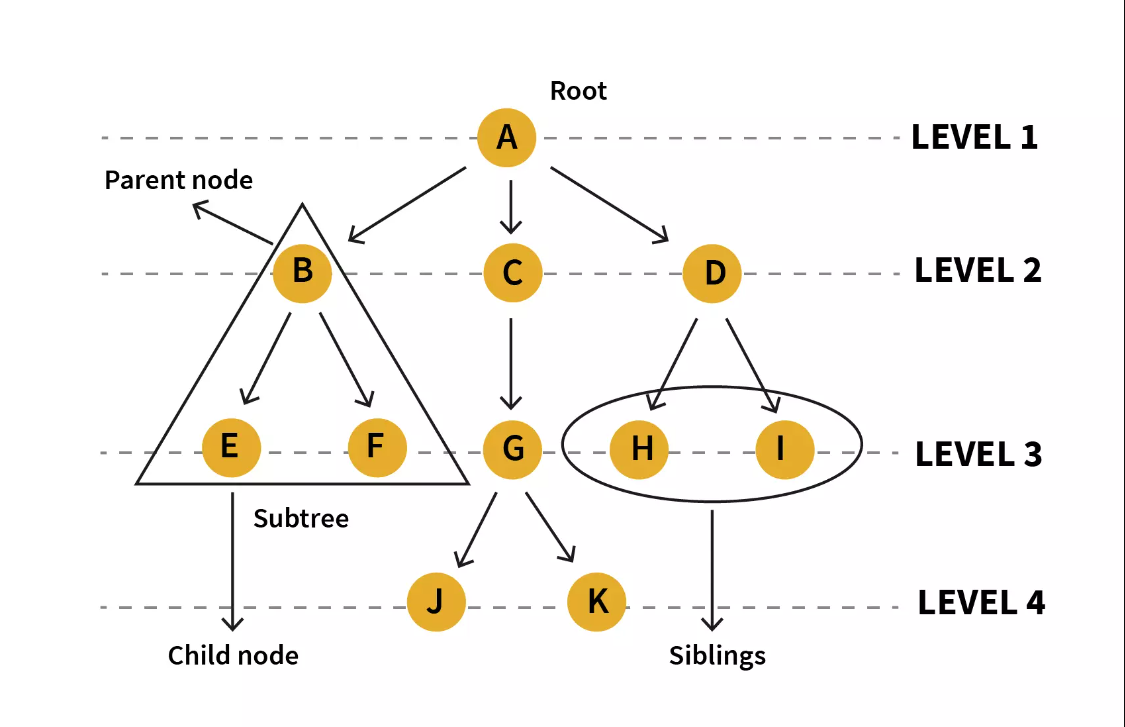 Root
A
LEVEL 1
Parent node
B
C
D
LEVEL 2
E
F
G
H
I
LEVEL 3
Subtree
J
K
LEVEL 4
Child node
Siblings